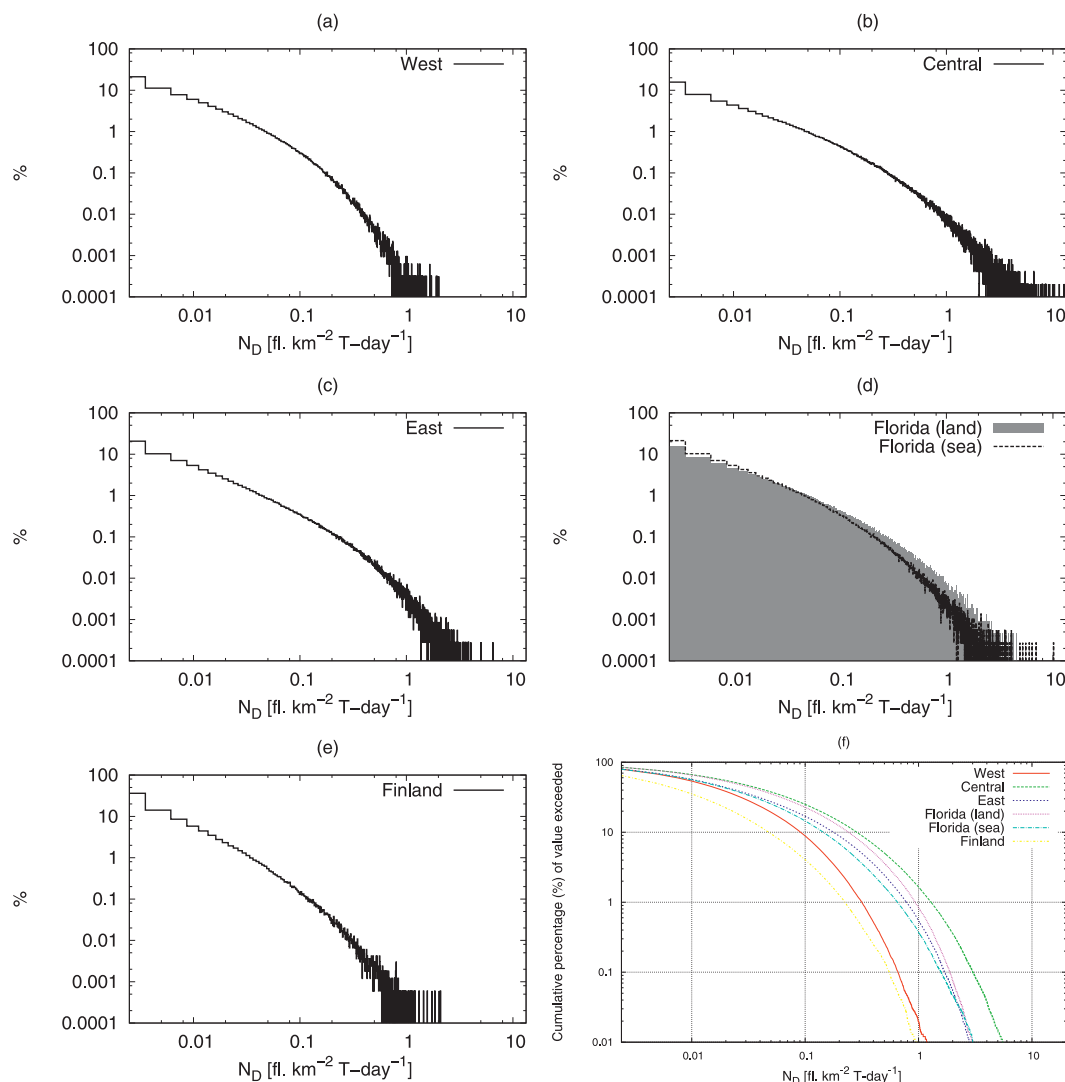 (a)
100
10
1
0.1
0.01
0.001
0.0001
%
West
0.01
0.1
1
10
N_D [fl. km⁻² T−day⁻¹]
(b)
100
10
1
0.1
0.01
0.001
0.0001
%
Central
0.01
0.1
1
10
N_D [fl. km⁻² T−day⁻¹]
(c)
100
10
1
0.1
0.01
0.001
0.0001
%
East
0.01
0.1
1
10
N_D [fl. km⁻² T−day⁻¹]
(d)
100
10
1
0.1
0.01
0.001
0.0001
%
Florida (land)
Florida (sea)
0.01
0.1
1
10
N_D [fl. km⁻² T−day⁻¹]
(e)
100
10
1
0.1
0.01
0.001
0.0001
%
Finland
0.01
0.1
1
10
N_D [fl. km⁻² T−day⁻¹]
(f)
100
10
1
0.1
0.01
Cumulative percentage (%) of value exceeded
West
Central
East
Florida (land)
Florida (sea)
Finland
0.01
0.1
1
10
N_D [fl. km⁻² T-day⁻¹]